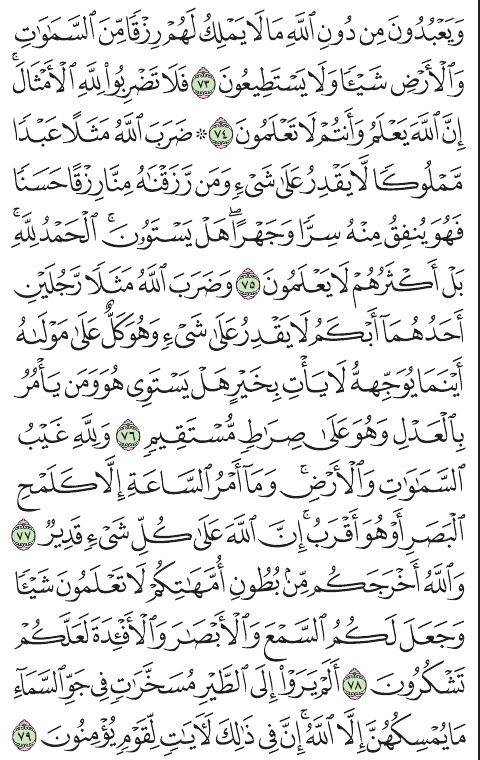 وَيَعْبُدُونَ مِن دُونِ ٱللَّهِ مَا لَا يَمْلِكُ لَهُمْ رِزْقًا مِّنَ ٱلسَّمَٰوَٰتِ
وَٱلْأَرْضِ شَيْـًٔا وَلَا يَسْتَطِيعُونَ ٧٣ فَلَا تَضْرِبُوا۟ لِلَّهِ ٱلْأَمْثَالَ ۚ
إِنَّ ٱللَّهَ يَعْلَمُ وَأَنتُمْ لَا تَعْلَمُونَ ٧٤ ۞ ضَرَبَ ٱللَّهُ مَثَلًا عَبْدًا
مَّمْلُوكًا لَّا يَقْدِرُ عَلَىٰ شَىْءٍ وَمَن رَّزَقْنَٰهُ مِنَّا رِزْقًا حَسَنًا
فَهُوَ يُنفِقُ مِنْهُ سِرًّا وَجَهْرًا ۖ هَلْ يَسْتَوُۥنَ ۚ ٱلْحَمْدُ لِلَّهِ ۚ
بَلْ أَكْثَرُهُمْ لَا يَعْلَمُونَ ٧٥ وَضَرَبَ ٱللَّهُ مَثَلًا رَّجُلَيْنِ
أَحَدُهُمَآ أَبْكَمُ لَا يَقْدِرُ عَلَىٰ شَىْءٍ وَهُوَ كَلٌّ عَلَىٰ مَوْلَىٰهُ
أَيْنَمَا يُوَجِّههُّ لَا يَأْتِ بِخَيْرٍ ۖ هَلْ يَسْتَوِى هُوَ وَمَن يَأْمُرُ
بِٱلْعَدْلِ ۙ وَهُوَ عَلَىٰ صِرَٰطٍ مُّسْتَقِيمٍ ٧٦ وَلِلَّهِ غَيْبُ
ٱلسَّمَٰوَٰتِ وَٱلْأَرْضِ ۚ وَمَآ أَمْرُ ٱلسَّاعَةِ إِلَّا كَلَمْحِ
ٱلْبَصَرِ أَوْ هُوَ أَقْرَبُ ۚ إِنَّ ٱللَّهَ عَلَىٰ كُلِّ شَىْءٍ قَدِيرٌ ٧٧
وَٱللَّهُ أَخْرَجَكُم مِّنۢ بُطُونِ أُمَّهَٰتِكُمْ لَا تَعْلَمُونَ شَيْـًٔا
وَجَعَلَ لَكُمُ ٱلسَّمْعَ وَٱلْأَبْصَٰرَ وَٱلْأَفْـِٔدَةَ ۙ لَعَلَّكُمْ
تَشْكُرُونَ ٧٨ أَلَمْ يَرَوْا۟ إِلَى ٱلطَّيْرِ مُسَخَّرَٰتٍ فِى جَوِّ ٱلسَّمَآءِ
مَا يُمْسِكُهُنَّ إِلَّا ٱللَّهُ ۗ إِنَّ فِى ذَٰلِكَ لَءَايَٰتٍ لِّقَوْمٍ يُؤْمِنُونَ ٧٩